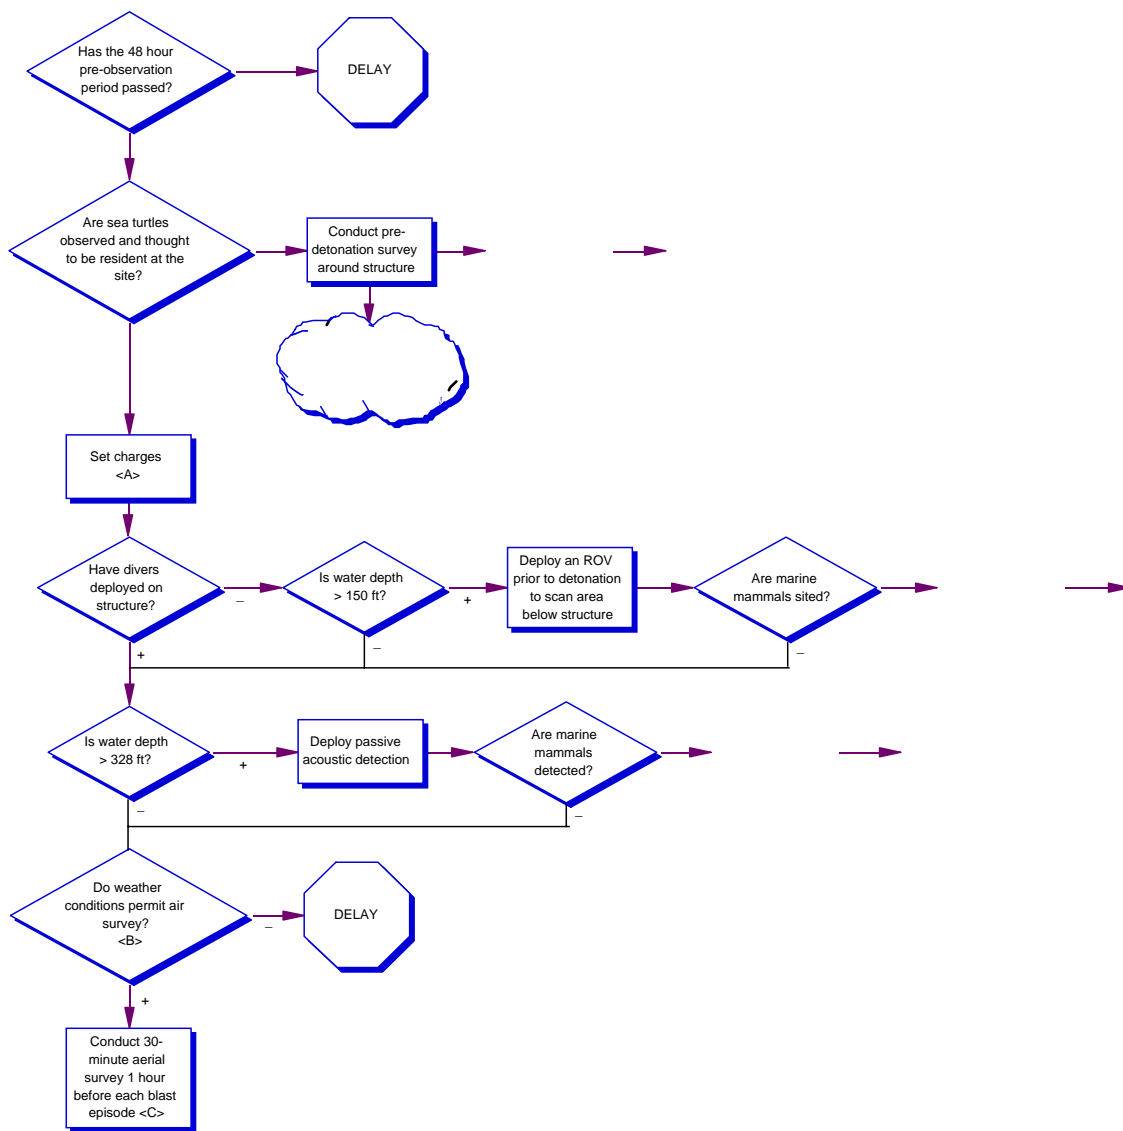 Has the 48 hour
pre-observation
period passed?
DELAY
Are sea turtles
observed and thought
to be resident at the
site?
Conduct pre-
detonation survey
around structure
Set charges
<A>
Have divers
deployed on
structure?
–
+
Is water depth
> 150 ft?
+
–
Deploy an ROV
prior to detonation
to scan area
below structure
Are marine
mammals sited?
–
Is water depth
> 328 ft?
+
–
Deploy passive
acoustic detection
Are marine
mammals
detected?
–
Do weather
conditions permit air
survey?
<B>
–
+
DELAY
Conduct 30-
minute aerial
survey 1 hour
before each blast
episode <C>